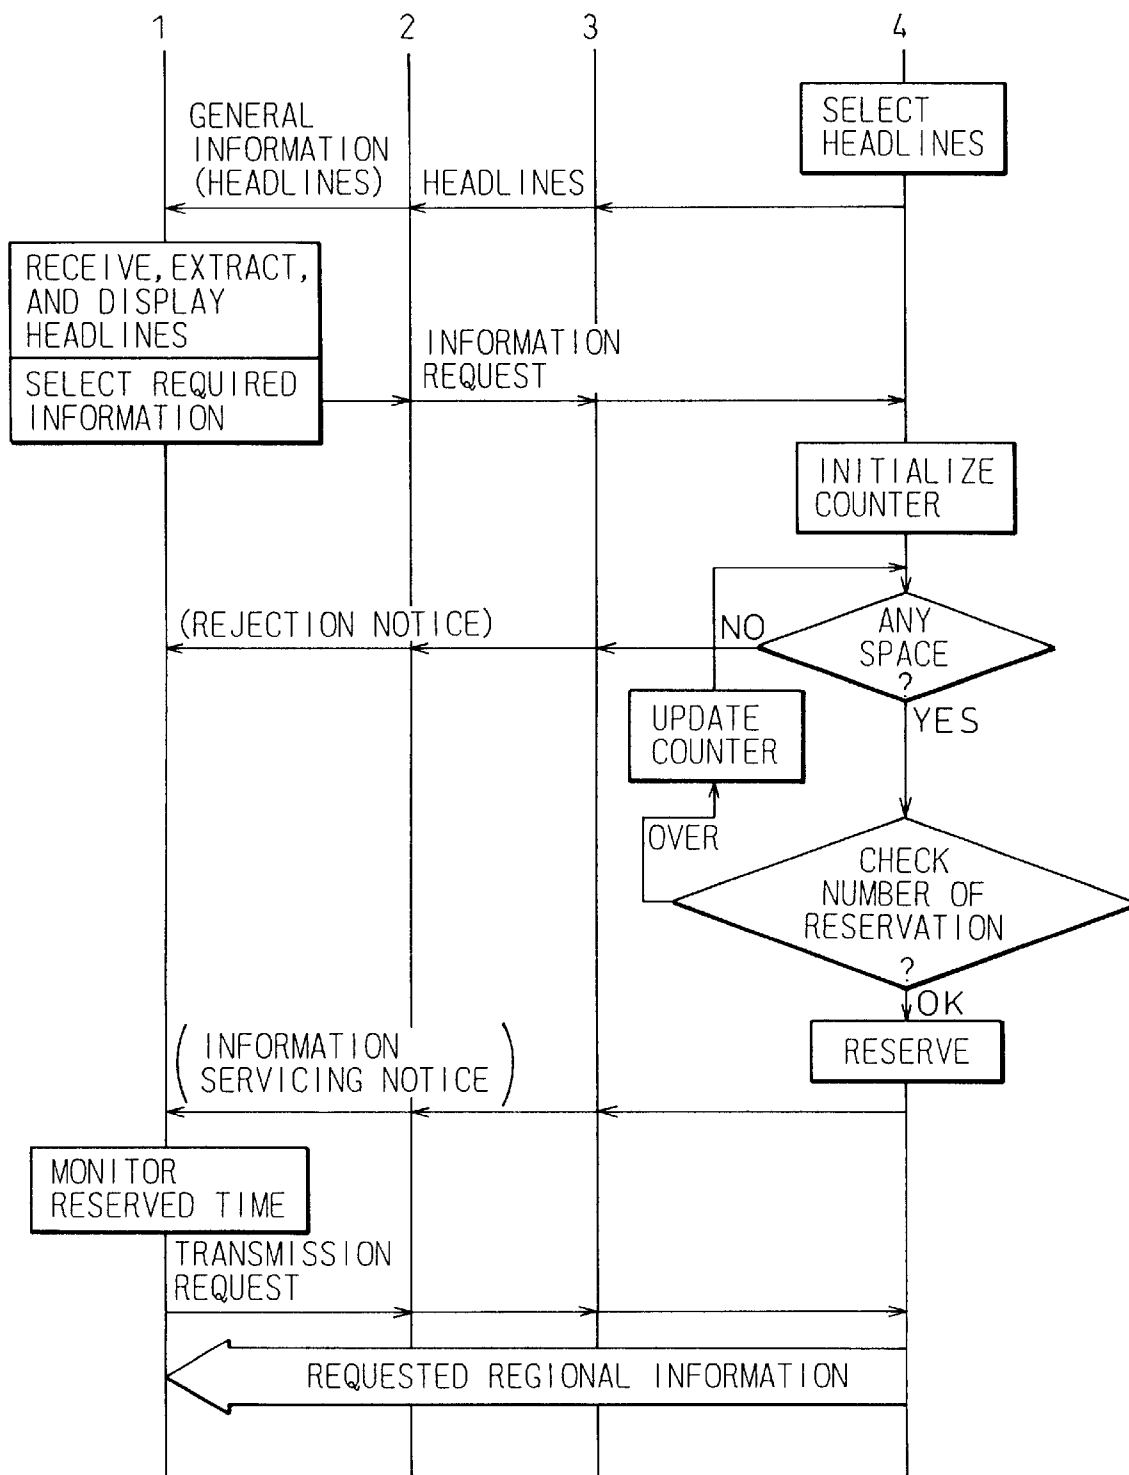 1 2 3 4
SELECT
HEADLINES
GENERAL
INFORMATION
(HEADLINES)
HEADLINES
RECEIVE, EXTRACT,
AND DISPLAY
HEADLINES
SELECT REQUIRED
INFORMATION
INFORMATION
REQUEST
INITIALIZE
COUNTER
(REJECTION NOTICE)
NO
ANY
SPACE
?
YES
UPDATE
COUNTER
OVER
CHECK
NUMBER OF
RESERVATION
?
OK
RESERVE
(INFORMATION
SERVICING NOTICE)
MONITOR
RESERVED TIME
TRANSMISSION
REQUEST
REQUESTED REGIONAL INFORMATION